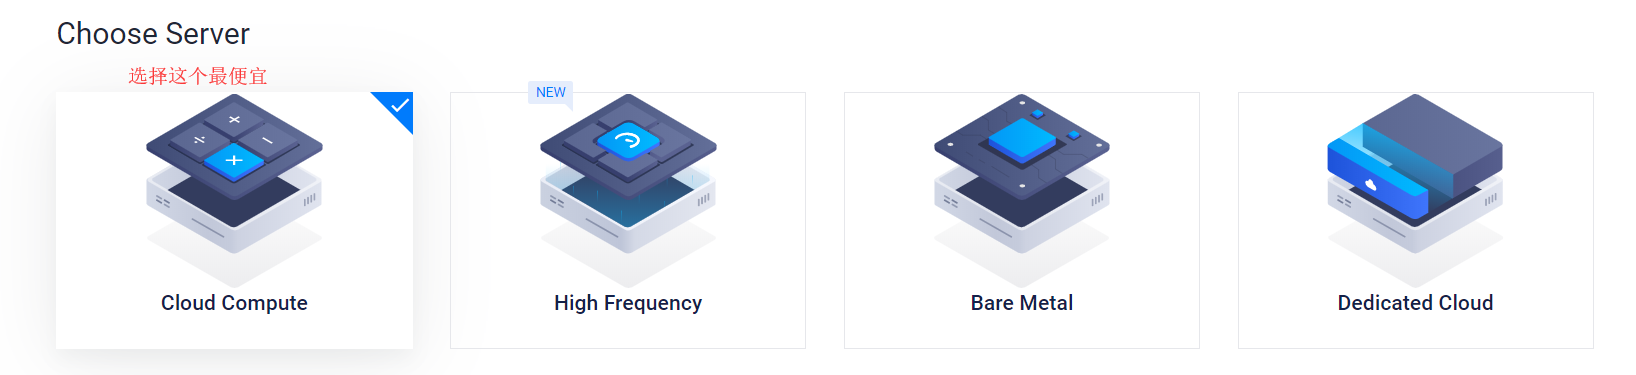 Choose Server
选择这个最便宜
NEW
Cloud Compute
High Frequency
Bare Metal
Dedicated Cloud